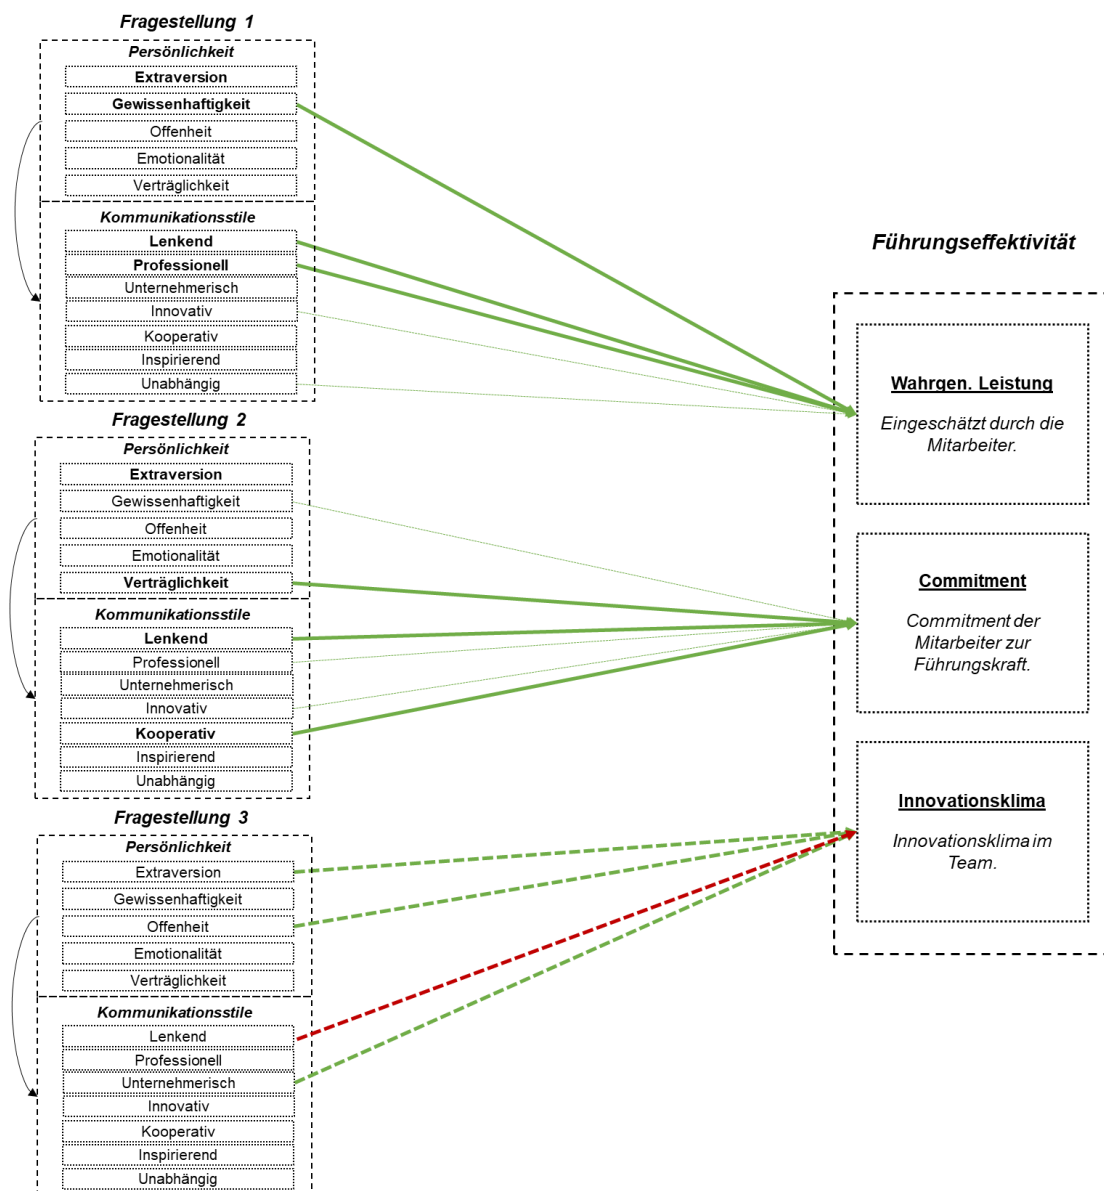 Fragestellung 1
Persönlichkeit
Extraversion
Gewissenhaftigkeit
Offenheit
Emotionalität
Verträglichkeit
Kommunikationsstile
Lenkend
Professionell
Unternehmerisch
Innovativ
Kooperativ
Inspirierend
Unabhängig
Fragestellung 2
Persönlichkeit
Extraversion
Gewissenhaftigkeit
Offenheit
Emotionalität
Verträglichkeit
Kommunikationsstile
Lenkend
Professionell
Unternehmerisch
Innovativ
Kooperativ
Inspirierend
Unabhängig
Fragestellung 3
Persönlichkeit
Extraversion
Gewissenhaftigkeit
Offenheit
Emotionalität
Verträglichkeit
Kommunikationsstile
Lenkend
Professionell
Unternehmerisch
Innovativ
Kooperativ
Inspirierend
Unabhängig
Führungseffektivität
Wahrgen. Leistung
Eingeschätzt durch die
Mitarbeiter.
Commitment
Commitment der
Mitarbeiter zur
Führungskraft.
Innovationsklima
Innovationsklima im
Team.